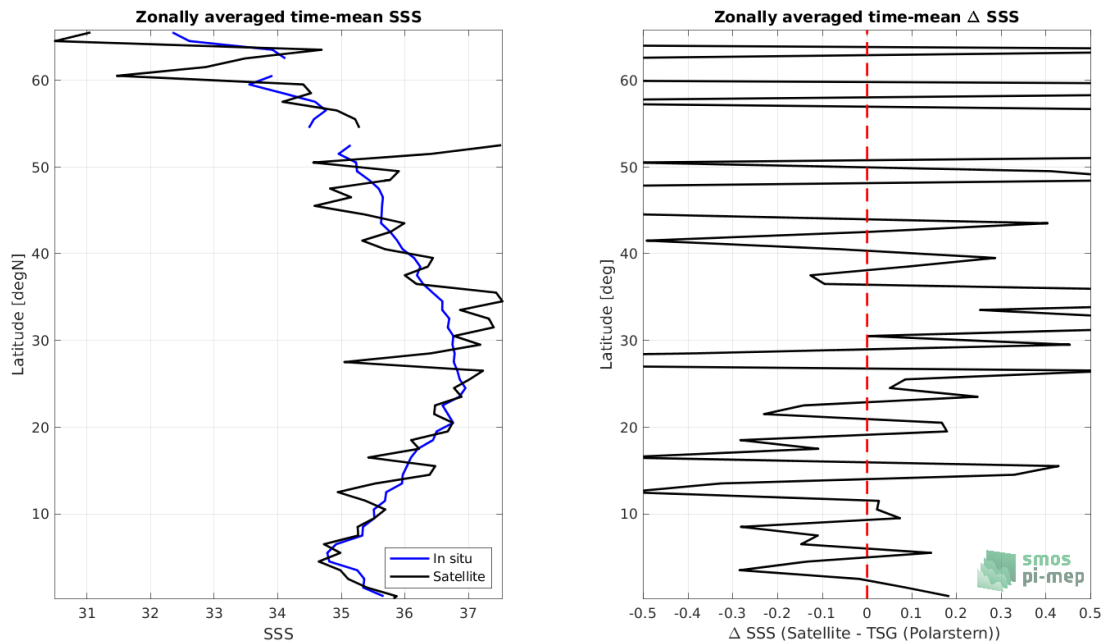 Zonally averaged time-mean SSS
60
50
40
30
20
10
Latitude [degN]
31 32 33 34 35 36 37
SSS
In situ
Satellite
Zonally averaged time-mean Δ SSS
60
50
40
30
20
10
Latitude [deg]
-0.5 -0.4 -0.3 -0.2 -0.1 0 0.1 0.2 0.3 0.4 0.5
Δ SSS (Satellite - TSG (Polarstern))
smos
pi-mep